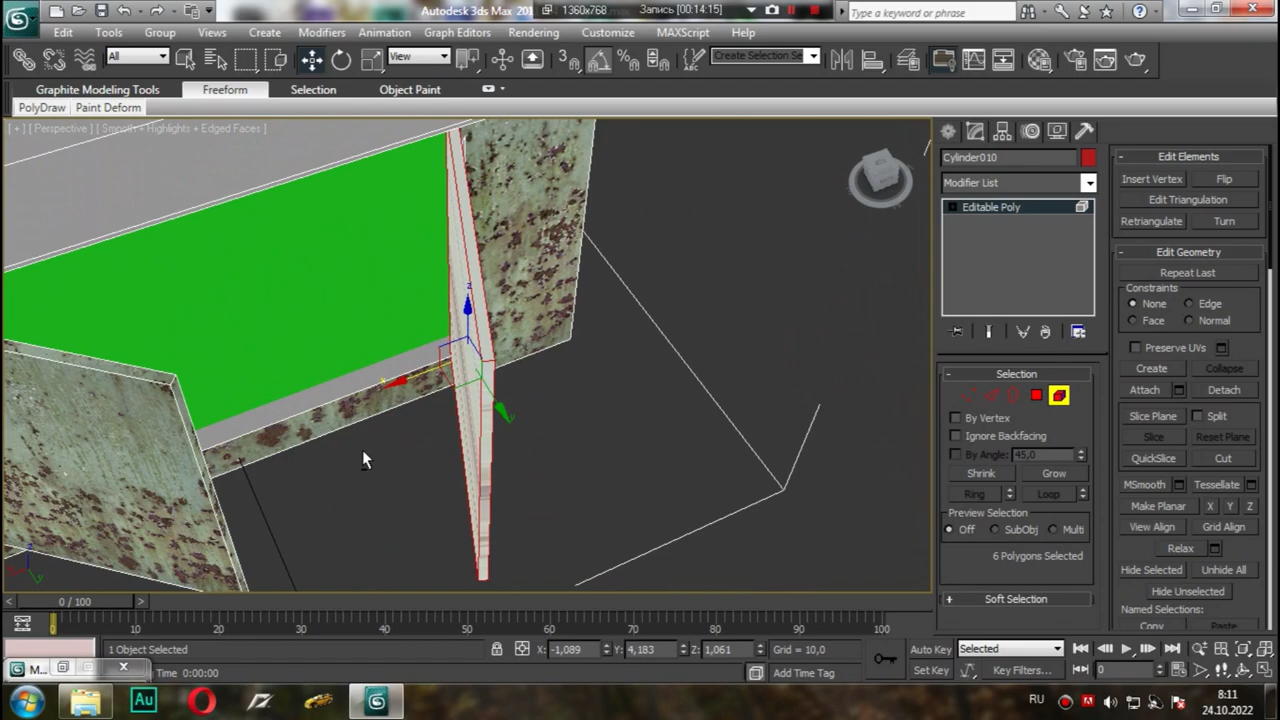 Autodesk 3ds Max 201
1360x768
Запись [00:14:15]
Type a keyword or phrase
Edit Tools Group Views Create Modifiers Animation Graph Editors Rendering Customize MAXScript Help
All
View
Create Selection Se
Graphite Modeling Tools Freeform Selection Object Paint
PolyDraw Paint Deform
[ + ] [ Perspective ] [ Smooth + Highlights + Edged Faces ]
Cylinder010
Modifier List
Editable Poly
Selection
By Vertex
Ignore Backfacing
By Angle: 45,0
Shrink Grow
Ring Loop
Preview Selection
Off SubObj Multi
6 Polygons Selected
Soft Selection
Edit Elements
Insert Vertex Flip
Edit Triangulation
Retriangulate Turn
Edit Geometry
Repeat Last
Constraints
None Edge
Face Normal
Preserve UVs
Create Collapse
Attach Detach
Slice Plane Split
Slice Reset Plane
QuickSlice Cut
MSmooth Tessellate
Make Planar X Y Z
View Align Grid Align
Relax
Hide Selected Unhide All
Hide Unselected
Named Selections:
Copy Paste
z
x
y
0 / 100
0 10 20 30 40 50 60 70 80 90 100
1 Object Selected X: -1,089 Y: 4,183 Z: 1,061 Grid = 10,0
Auto Key Selected
Set Key Key Filters... 0
M...
Time 0:00:00 Add Time Tag
Au
RU
8:11
24.10.2022